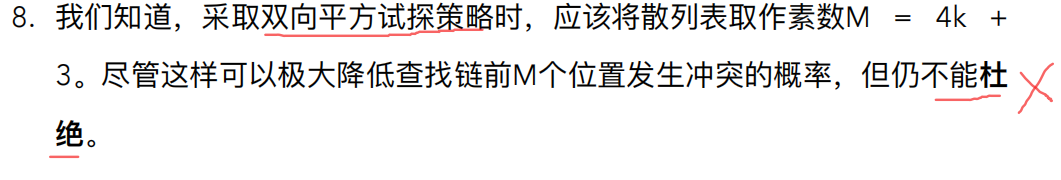 8. 我们知道，采取双向平方试探策略时，应该将散列表取作素数M = 4k +
3。尽管这样可以极大降低查找链前M个位置发生冲突的概率，但仍不能杜
绝。